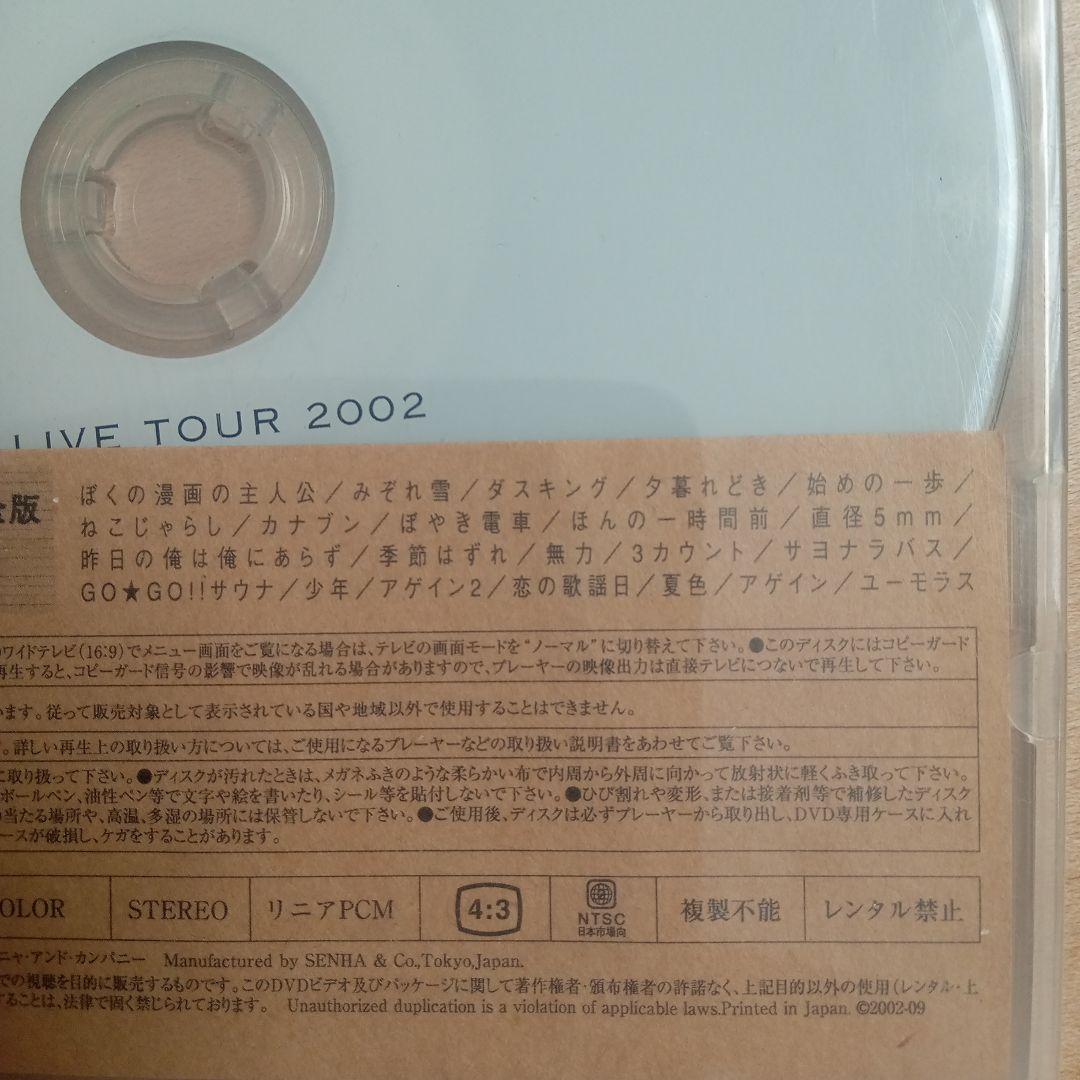 LIVE TOUR 2002
版
ぼくの漫画の主人公／みぞれ雪／ダスキング／夕暮れどき／始めの一歩／
ねこじゃらし／カナブン／ぼやき電車／ほんの一時間前／直径5mm／
昨日の俺は俺にあらず／季節はずれ／無力／3カウント／サヨナラバス／
GO★GO!!サウナ／少年／アゲイン2／恋の歌謡日／夏色／アゲイン／ユーモラス
ワイドテレビ(16:9)でメニュー画面をご覧になる場合は、テレビの画面モードを“ノーマル”に切り替えて下さい。●このディスクにはコピーガード
再生すると、コピーガード信号の影響で映像が乱れる場合がありますので、プレーヤーの映像出力は直接テレビにつないで再生して下さい。
います。従って販売対象として表示されている国や地域以外で使用することはできません。
。詳しい再生上の取り扱い方については、ご使用になるプレーヤーなどの取り扱い説明書をあわせてご覧下さい。
に取り扱って下さい。●ディスクが汚れたときは、メガネふきのような柔らかい布で内周から外周に向かって放射状に軽くふき取って下さい。
ボールペン、油性ペン等で文字や絵を書いたり、シール等を貼付しないで下さい。●ひび割れや変形、または接着剤等で補修したディスク
の当たる場所や、高温、多湿の場所には保管しないで下さい。●ご使用後、ディスクは必ずプレーヤーから取り出し、DVD専用ケースに入れ
ースが破損し、ケガをすることがあります。
OLOR STEREO リニアPCM 4:3 NTSC 日本市場向 複製不能 レンタル禁止
ニャ・アンド・カンパニー Manufactured by SENHA & Co.,Tokyo,Japan.
での視聴を目的に販売するものです。このDVDビデオ及びパッケージに関して著作権者・頒布権者の許諾なく、上記目的以外の使用(レンタル・上
することは、法律で固く禁じられております。 Unauthorized duplication is a violation of applicable laws.Printed in Japan. ©2002-09